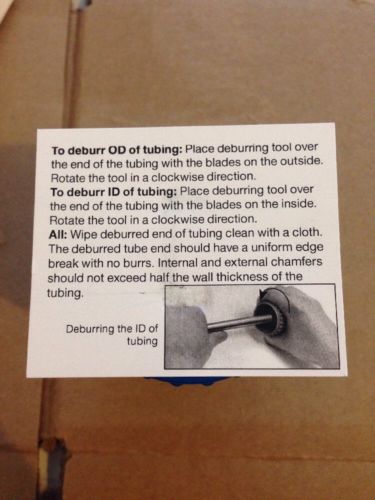 To deburr OD of tubing: Place deburring tool over
the end of the tubing with the blades on the outside.
Rotate the tool in a clockwise direction.
To deburr ID of tubing: Place deburring tool over
the end of the tubing with the blades on the inside.
Rotate the tool in a clockwise direction.
All: Wipe deburred end of tubing clean with a cloth.
The deburred tube end should have a uniform edge
break with no burrs. Internal and external chamfers
should not exceed half the wall thickness of the
tubing.
Deburring the ID of
tubing